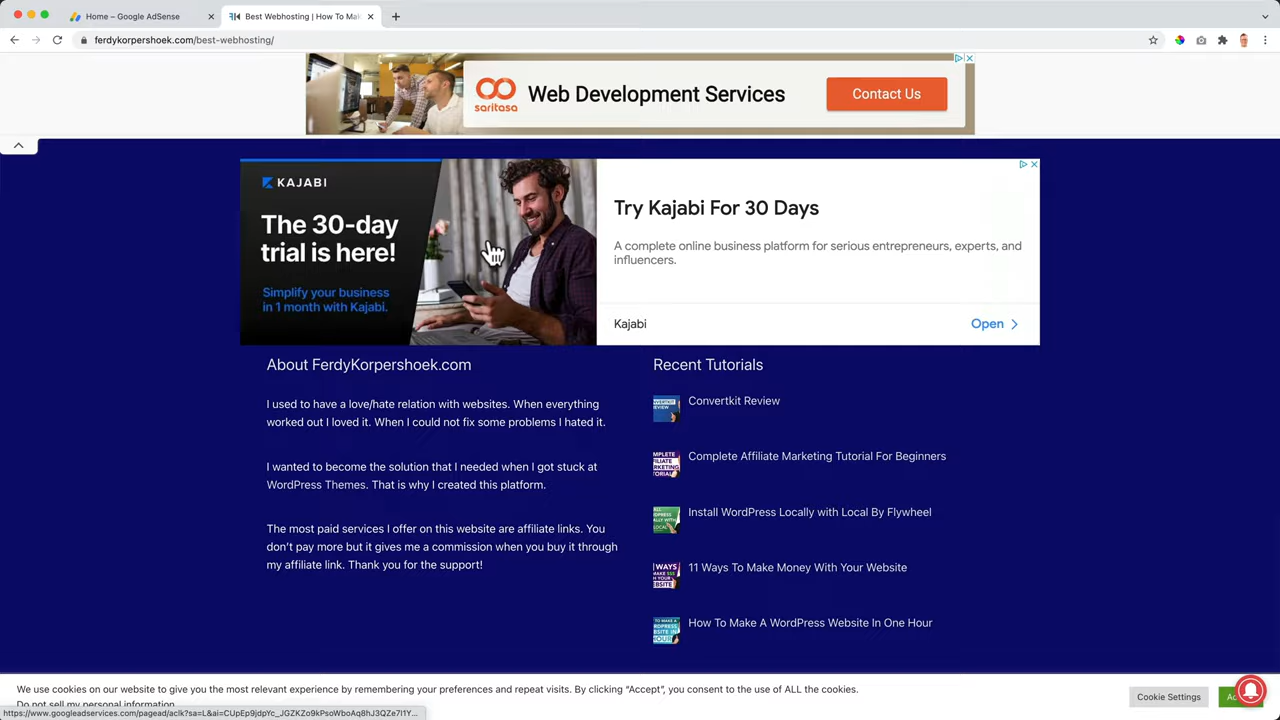 Home – Google AdSense
Best Webhosting | How To Mak
ferdykorpershoek.com/best-webhosting/
saritasa
Web Development Services
Contact Us
KAJABI
The 30-day
trial is here!
Simplify your business
in 1 month with Kajabi.
Try Kajabi For 30 Days
A complete online business platform for serious entrepreneurs, experts, and
influencers.
Kajabi
Open
About FerdyKorpershoek.com
I used to have a love/hate relation with websites. When everything
worked out I loved it. When I could not fix some problems I hated it.
I wanted to become the solution that I needed when I got stuck at
WordPress Themes. That is why I created this platform.
The most paid services I offer on this website are affiliate links. You
don't pay more but it gives me a commission when you buy it through
my affiliate link. Thank you for the support!
Recent Tutorials
Convertkit Review
Complete Affiliate Marketing Tutorial For Beginners
Install WordPress Locally with Local By Flywheel
11 Ways To Make Money With Your Website
How To Make A WordPress Website In One Hour
We use cookies on our website to give you the most relevant experience by remembering your preferences and repeat visits. By clicking “Accept”, you consent to the use of ALL the cookies.
Do not sell my personal information
Cookie Settings